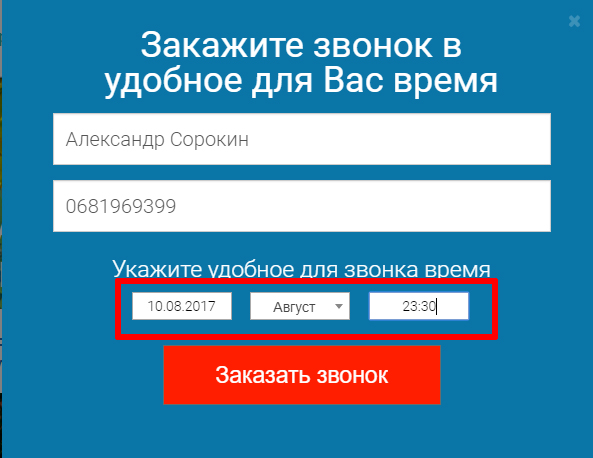 Закажите звонок в
удобное для Вас время
Александр Сорокин
0681969399
Укажите удобное для звонка время
10.08.2017 Август 23:30
Заказать звонок